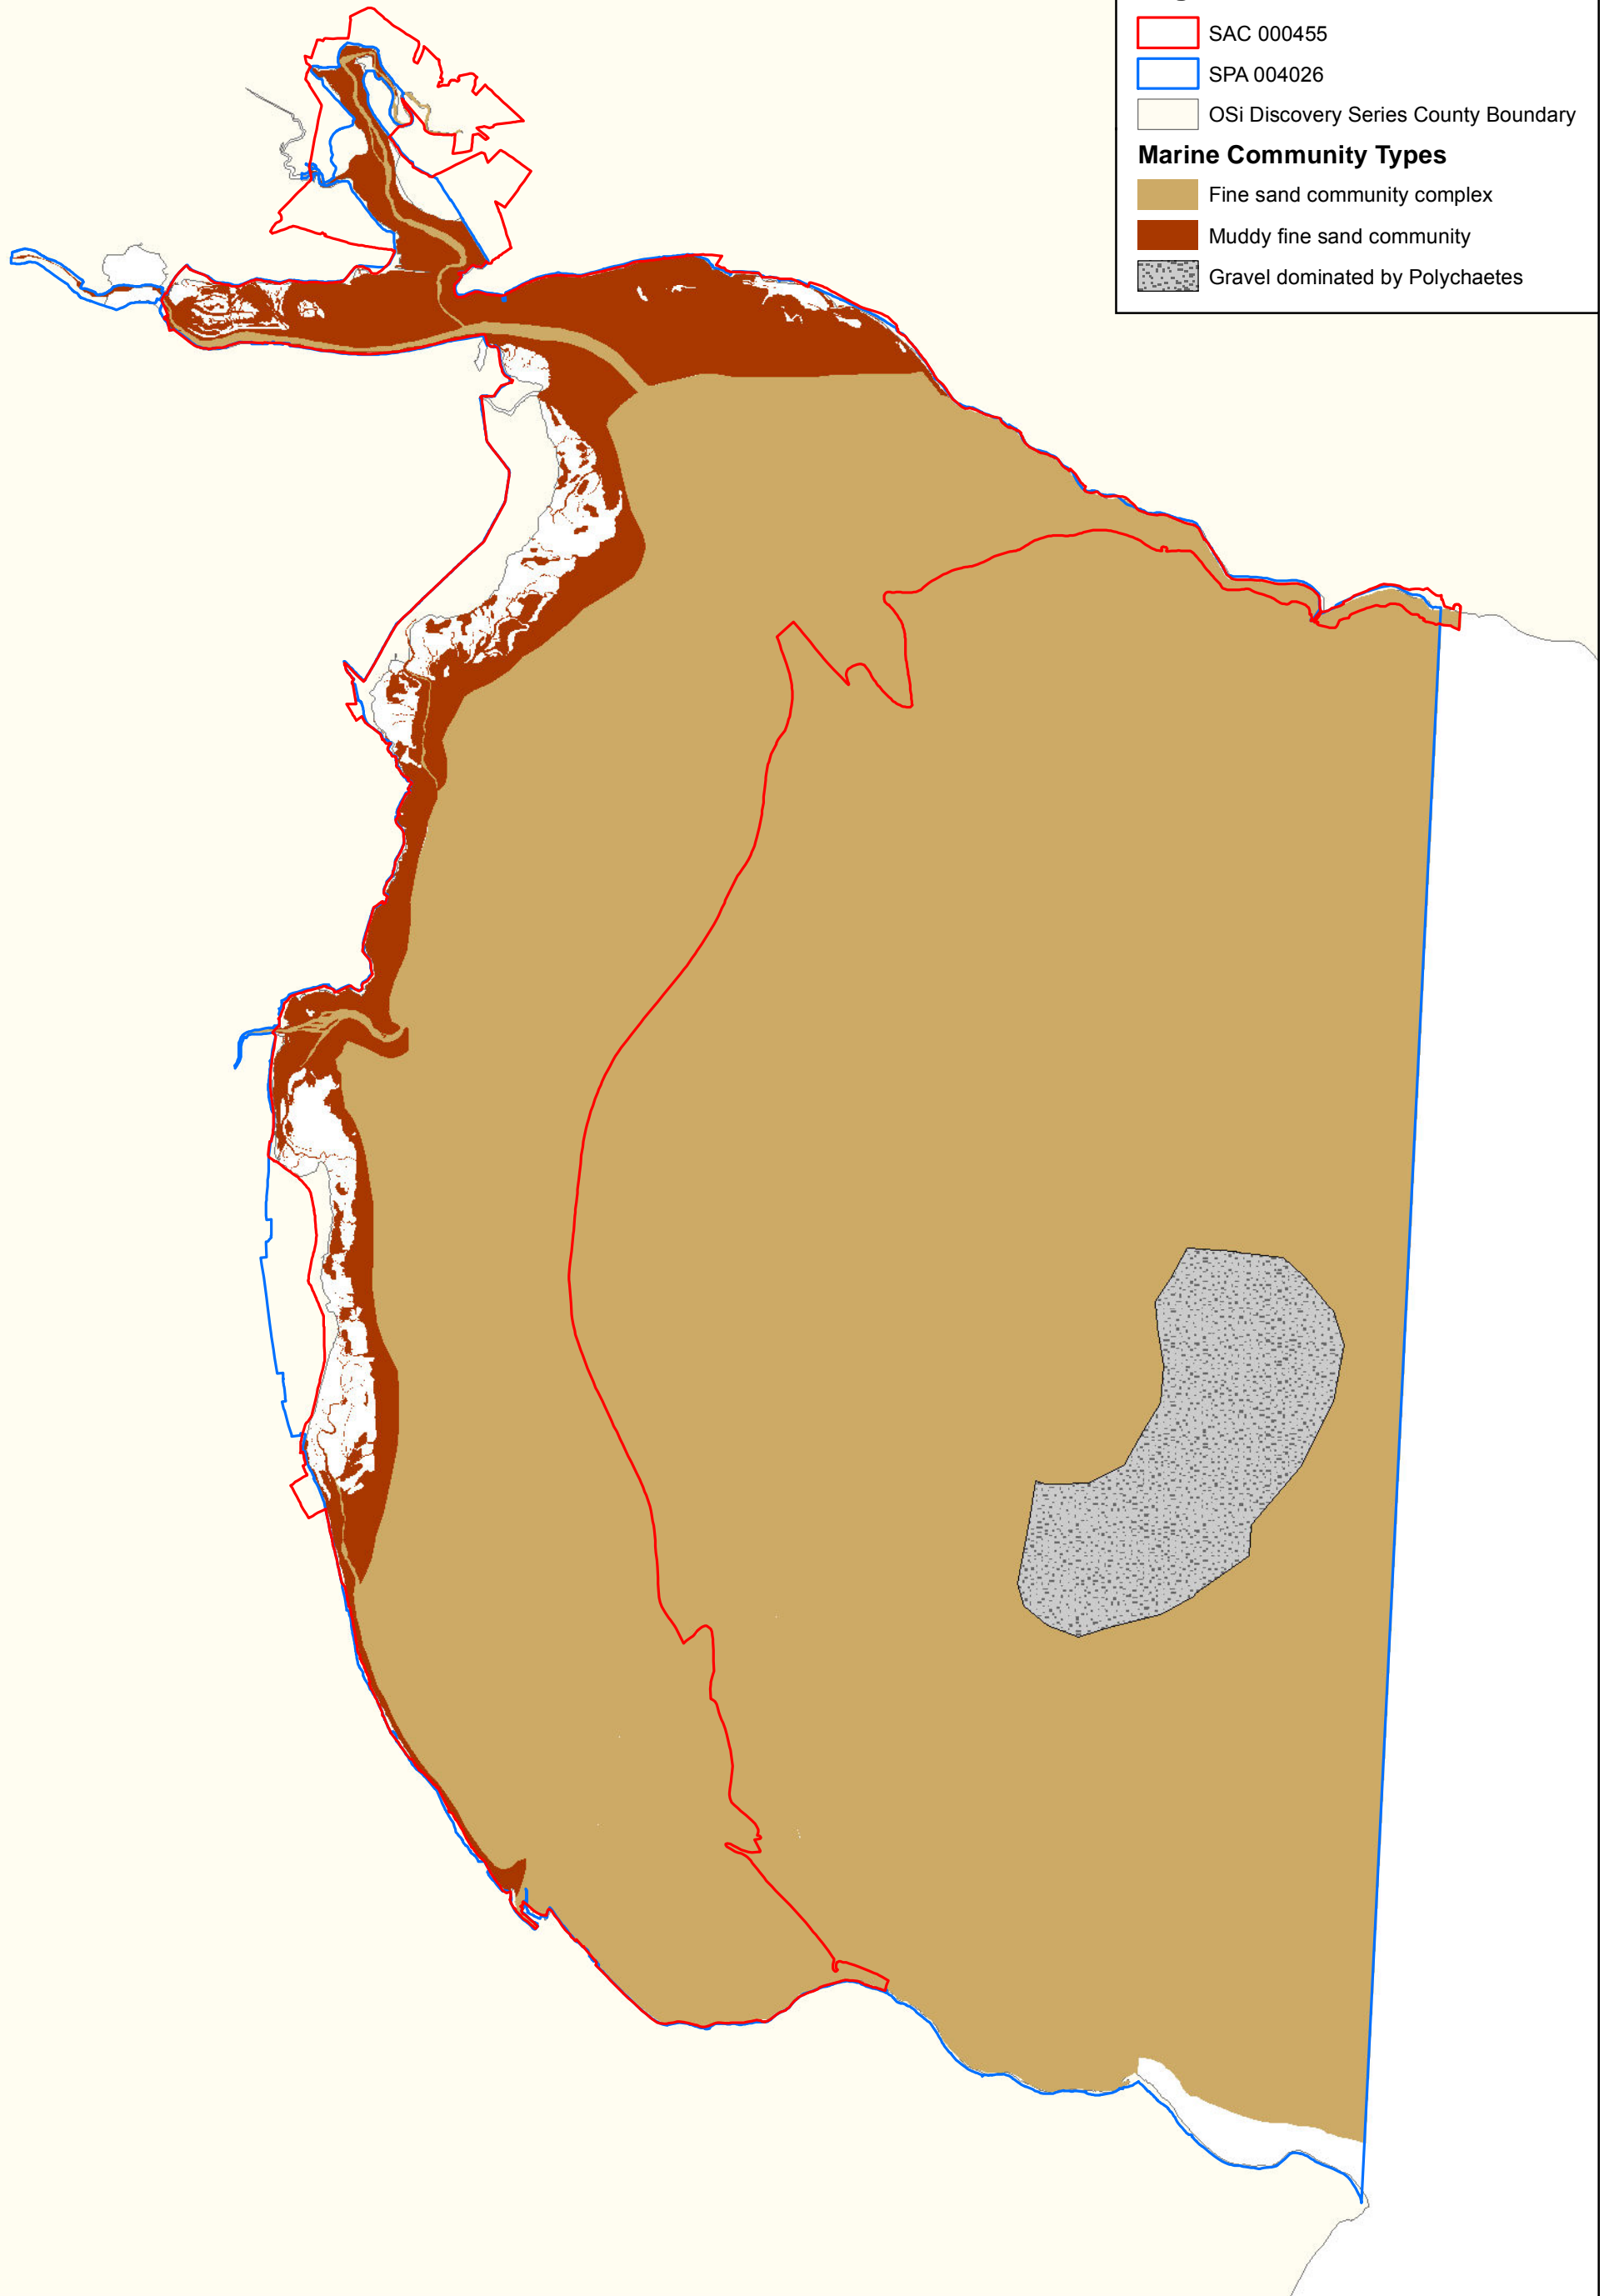 SAC 000455
SPA 004026
OSi Discovery Series County Boundary
Marine Community Types
Fine sand community complex
Muddy fine sand community
Gravel dominated by Polychaetes